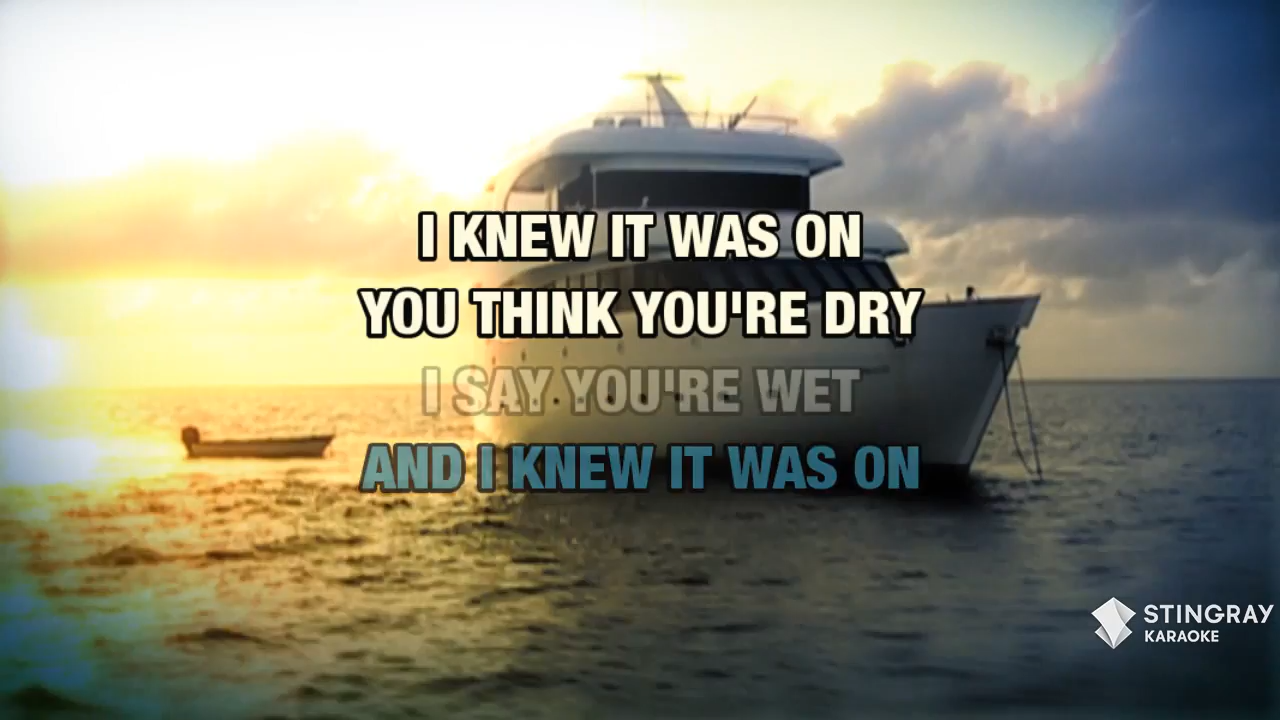 I KNEW IT WAS ON
YOU THINK YOU'RE DRY
I SAY YOU'RE WET
AND I KNEW IT WAS ON
STINGRAY
KARAOKE